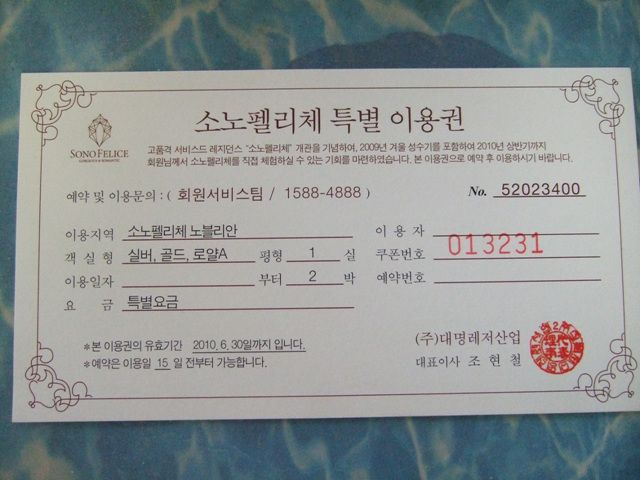 소노펠리체 특별 이용권
SONO FELICE
고품격 서비스드 레지던스 "소노펠리체" 개관을 기념하여, 2009년 겨울 성수기를 포함하여 2010년 상반기까지
회원님께서 소노펠리체를 직접 체험하실 수 있는 기회를 마련하였습니다. 본 이용권으로 예약 후 이용하시기 바랍니다.
예약 및 이용문의 : ( 회원서비스팀 / 1588-4888 ) No. 52023400
이용지역 소노펠리체 노블리안 이 용 자
객 실 형 실버, 골드, 로얄A 평형 1 실 쿠폰번호 013231
이용일자 부터 2 박 예약번호
요 금 특별요금
*본 이용권의 유효기간 2010. 6. 30일까지 입니다.
*예약은 이용일 15 일 전부터 가능합니다.
(주)대명레저산업
대표이사 조 현 철